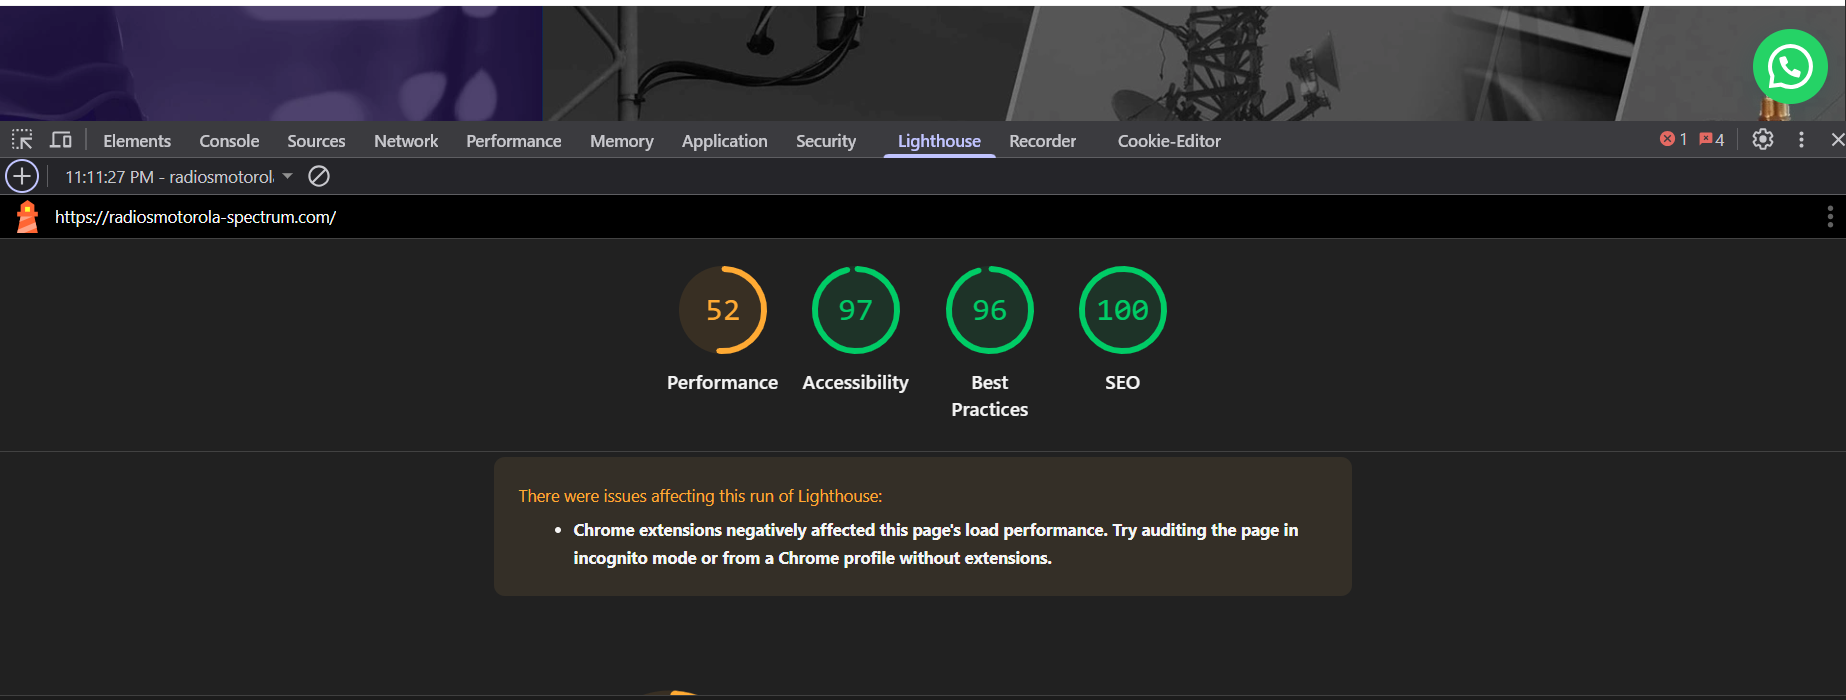 Elements Console Sources Network Performance Memory Application Security Lighthouse Recorder Cookie-Editor 1 4
11:11:27 PM - radiosmotorol
https://radiosmotorola-spectrum.com/
52 97 96 100
Performance Accessibility Best Practices SEO
There were issues affecting this run of Lighthouse:
• Chrome extensions negatively affected this page's load performance. Try auditing the page in
incognito mode or from a Chrome profile without extensions.